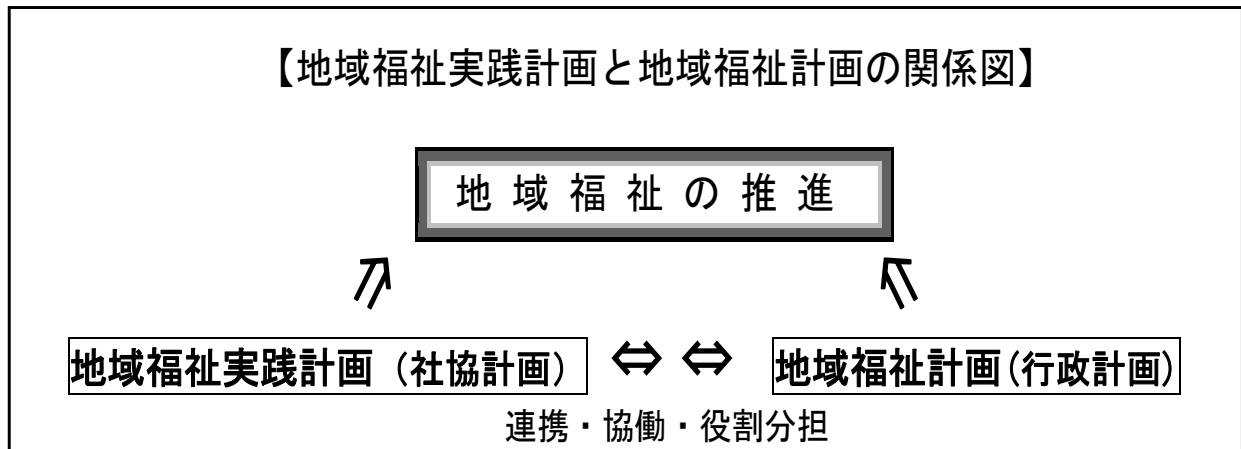 【地域福祉実践計画と地域福祉計画の関係図】
地域福祉の推進
⇗ ⇖
地域福祉実践計画（社協計画） ⇔ ⇔ 地域福祉計画(行政計画)
連携・協働・役割分担